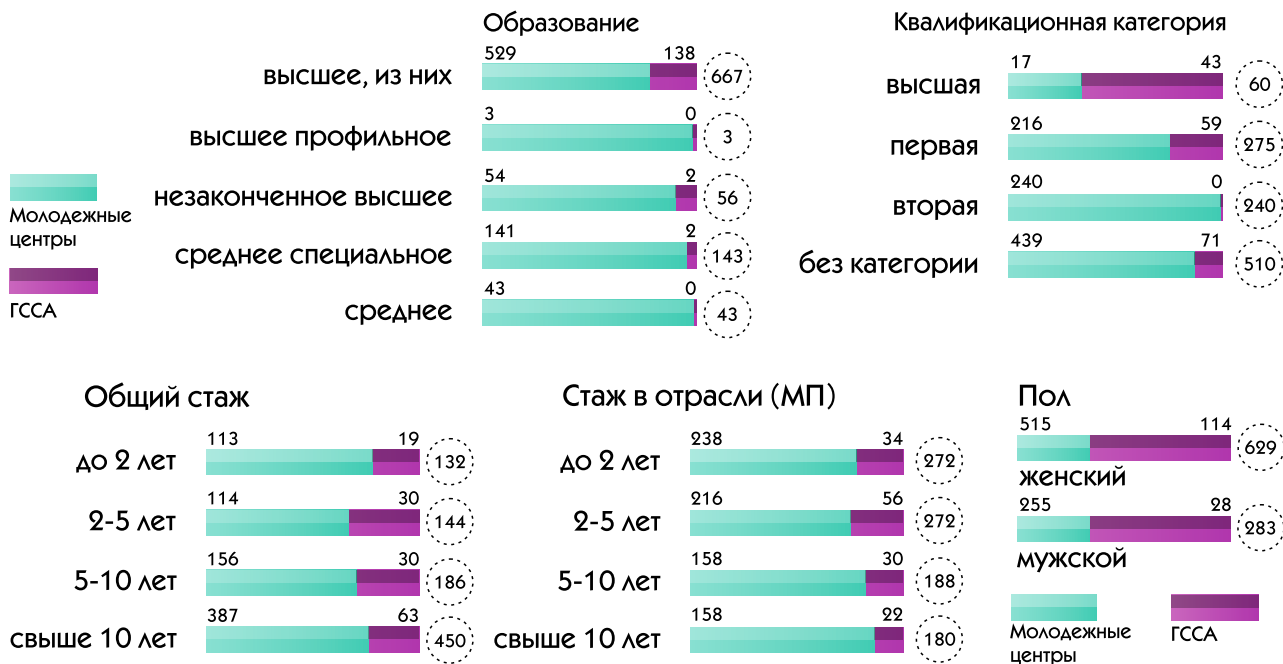 Образование
529 138
высшее, из них 667
3 0
высшее профильное 3
54 2
незаконченное высшее 56
141 2
среднее специальное 143
43 0
среднее 43
Молодежные
центры
ГССА
Квалификационная категория
17 43
высшая 60
216 59
первая 275
240 0
вторая 240
439 71
без категории 510
Общий стаж
113 19
до 2 лет 132
114 30
2-5 лет 144
156 30
5-10 лет 186
387 63
свыше 10 лет 450
Стаж в отрасли (МП)
238 34
до 2 лет 272
216 56
2-5 лет 272
158 30
5-10 лет 188
158 22
свыше 10 лет 180
Пол
515 114
629
женский
255 28
283
мужской
Молодежные
центры
ГССА